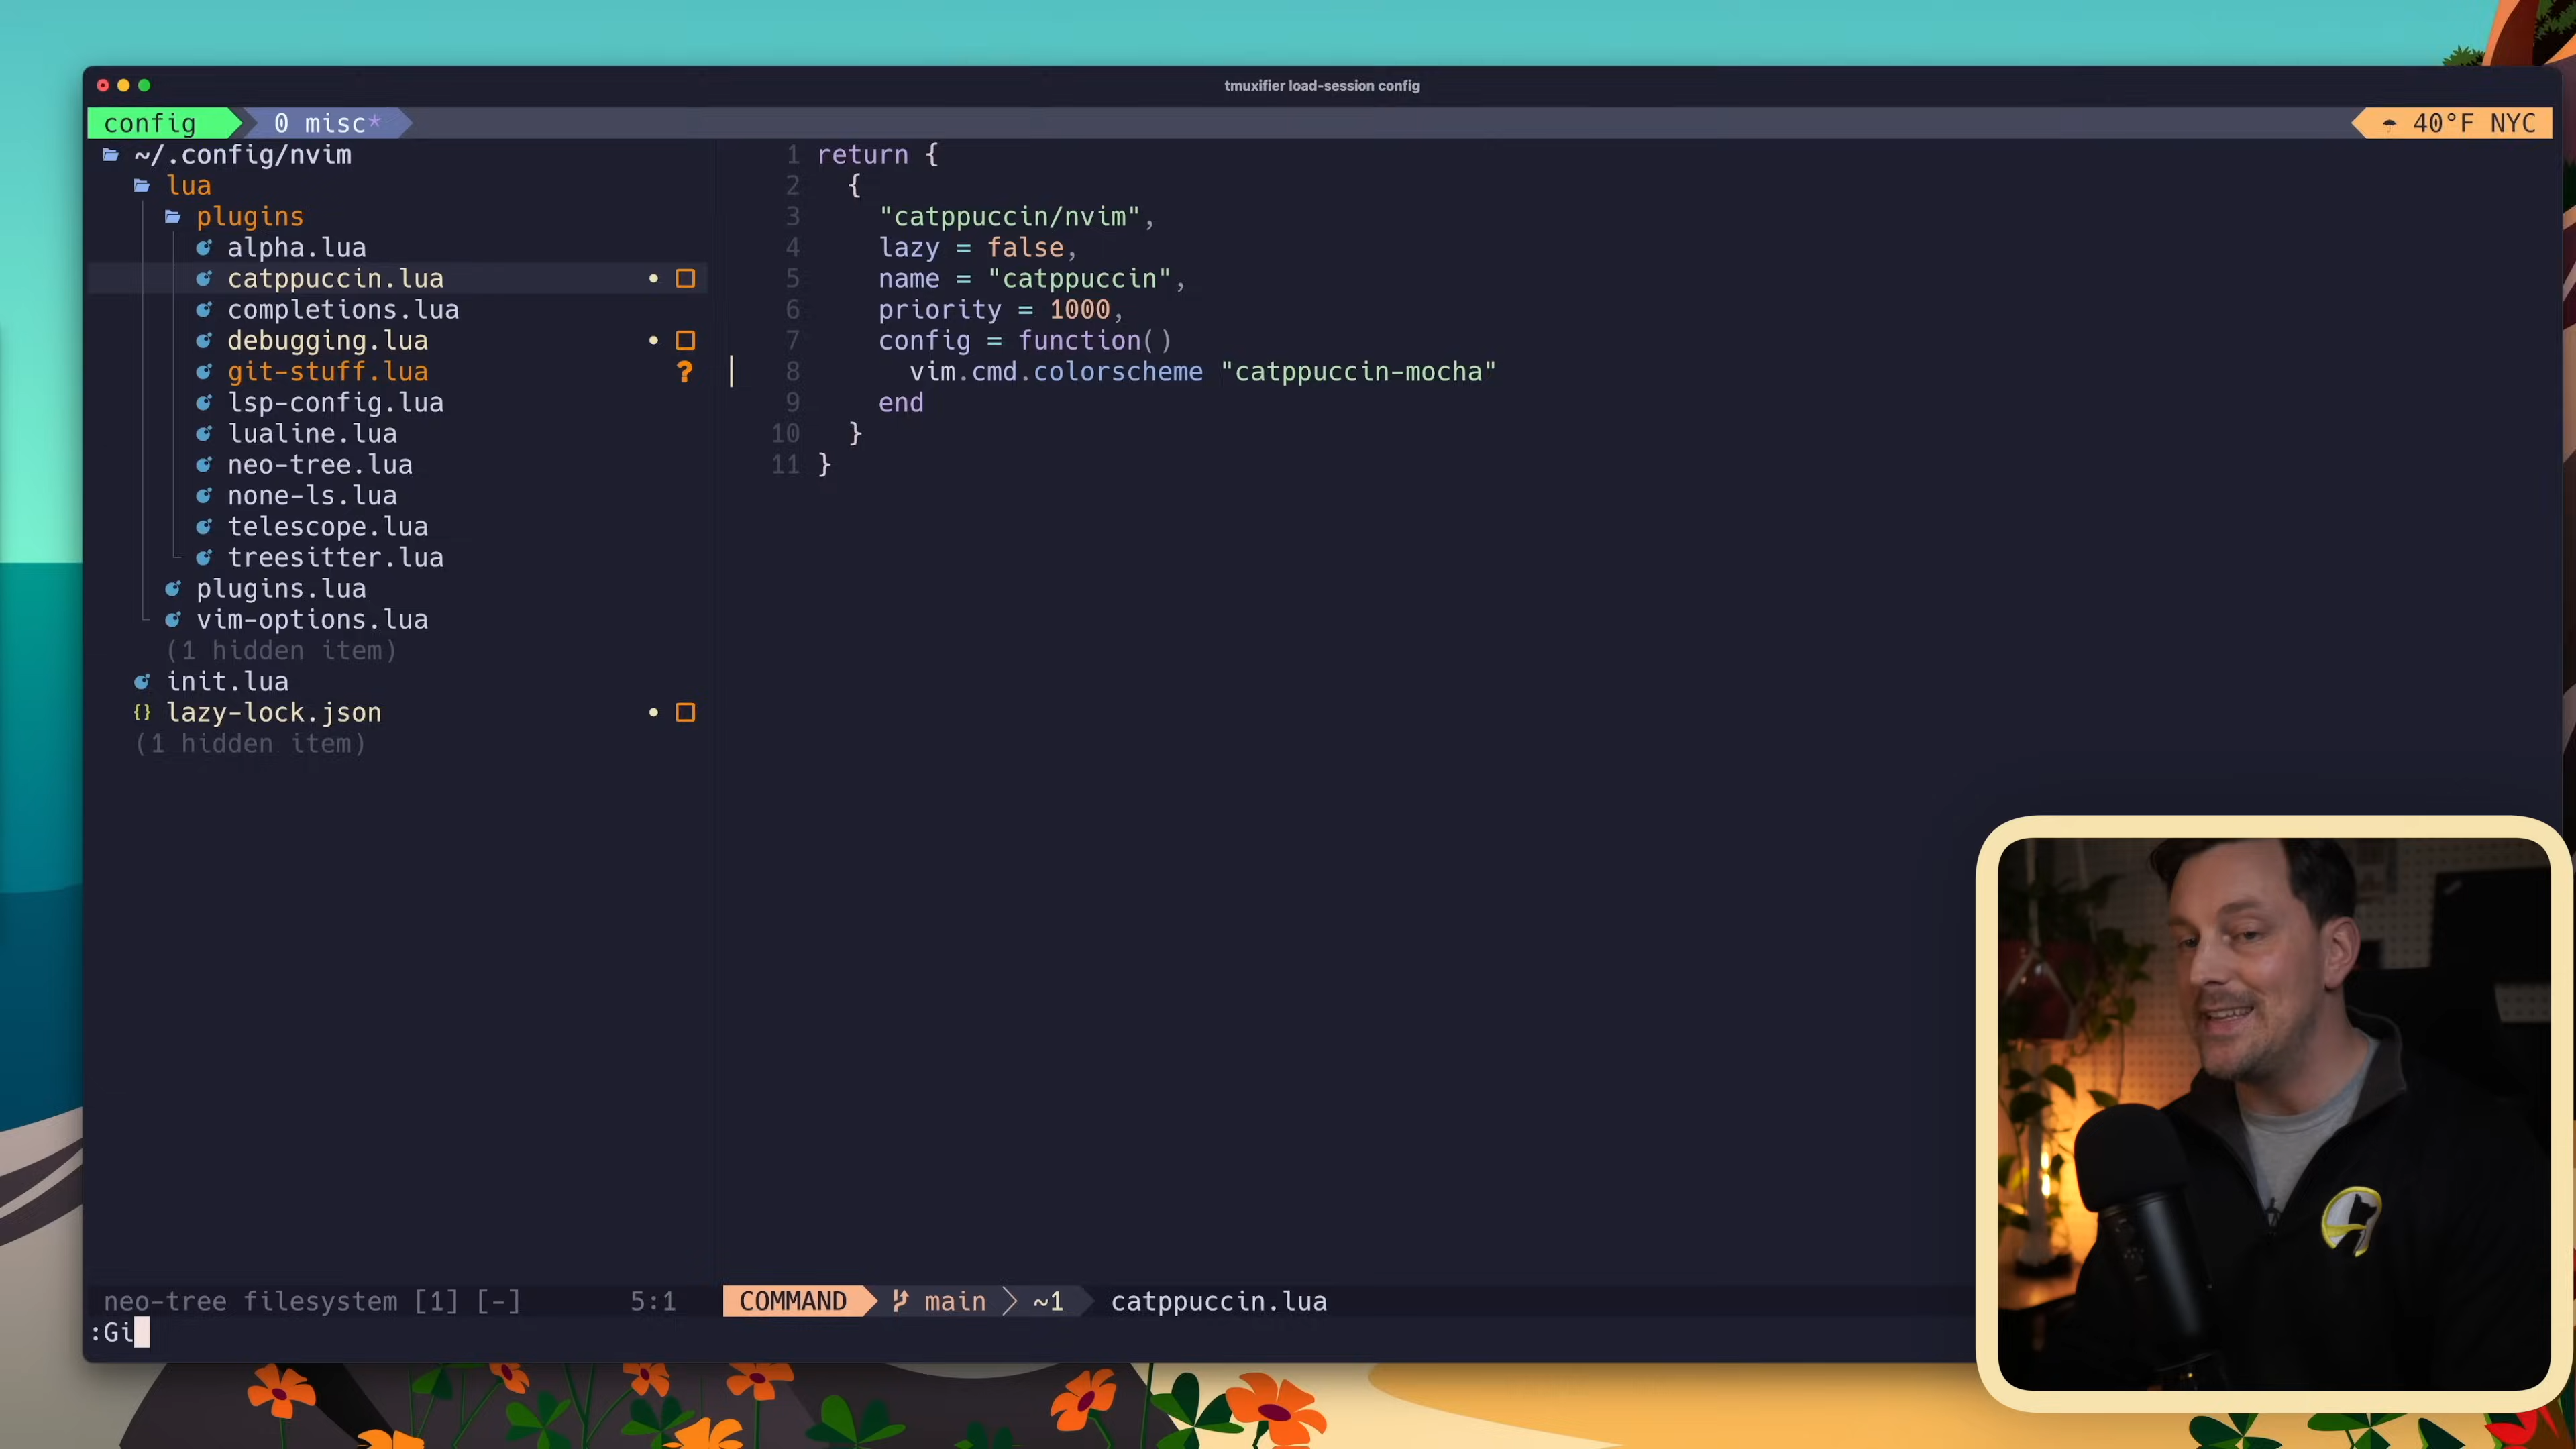 tmuxifier load-session config
config 0 misc* 40°F NYC
~/.config/nvim
lua
plugins
alpha.lua
catppuccin.lua
completions.lua
debugging.lua
git-stuff.lua ?
lsp-config.lua
lualine.lua
neo-tree.lua
none-ls.lua
telescope.lua
treesitter.lua
plugins.lua
vim-options.lua
(1 hidden item)
init.lua
{} lazy-lock.json
(1 hidden item)
1 return {
2 {
3 "catppuccin/nvim",
4 lazy = false,
5 name = "catppuccin",
6 priority = 1000,
7 config = function()
8 vim.cmd.colorscheme "catppuccin-mocha"
9 end
10 }
11 }
neo-tree filesystem [1] [-] 5:1
COMMAND main ~1 catppuccin.lua
:Gi